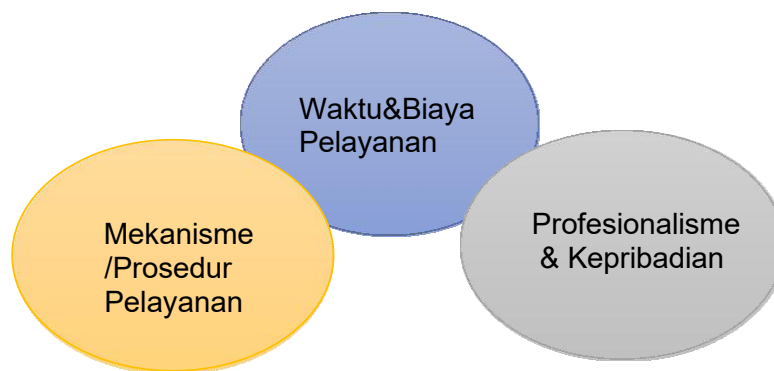 Waktu&Biaya
Pelayanan
Mekanisme
/Prosedur
Pelayanan
Profesionalisme
& Kepribadian